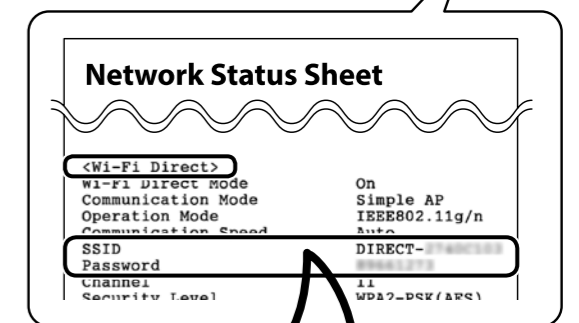 Network Status Sheet
<Wi-Fi Direct>
Wi-Fi Direct Mode On
Communication Mode Simple AP
Operation Mode IEEE802.11g/n
Communication Speed Auto
SSID DIRECT-
Password
Channel 11
Security Level WPA2-PSK(AES)